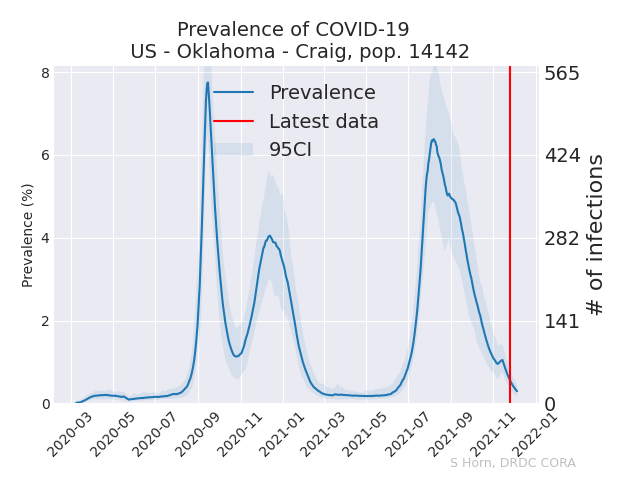 Prevalence of COVID-19
US - Oklahoma - Craig, pop. 14142
Prevalence
Latest data
95CI
Prevalence (%)
8
6
4
2
0
565
424
282
141
0
# of infections
2020-03
2020-05
2020-07
2020-09
2020-11
2021-01
2021-03
2021-05
2021-07
2021-09
2021-11
2022-01
S Horn, DRDC CORA